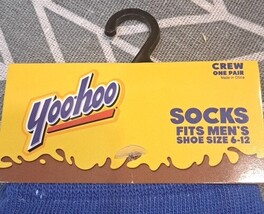 CREW
ONE PAIR
Made in China
yoohoo
SOCKS
FITS MEN'S
SHOE SIZE 6-12